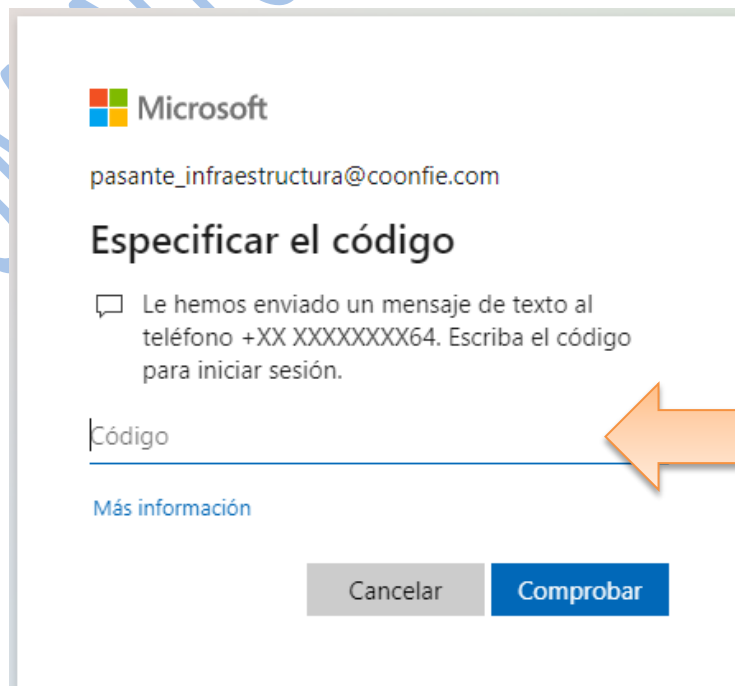 Microsoft
pasante_infraestructura@coonfie.com
Especificar el código
Le hemos enviado un mensaje de texto al
teléfono +XX XXXXXXXX64. Escriba el código
para iniciar sesión.
Código
Más información
Cancelar
Comprobar